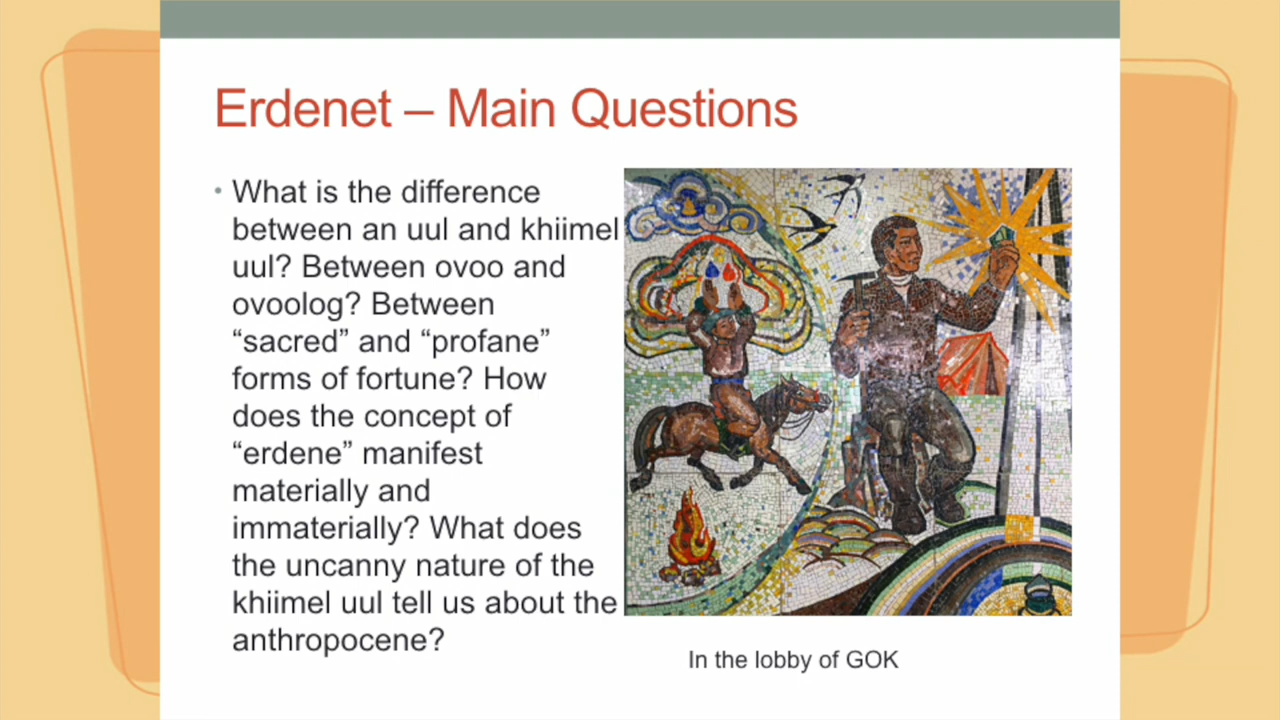 Erdenet – Main Questions
• What is the difference
between an uul and khiimel
uul? Between ovoo and
ovoolog? Between
“sacred” and “profane”
forms of fortune? How
does the concept of
“erdene” manifest
materially and
immaterially? What does
the uncanny nature of the
khiimel uul tell us about the
anthropocene?
In the lobby of GOK